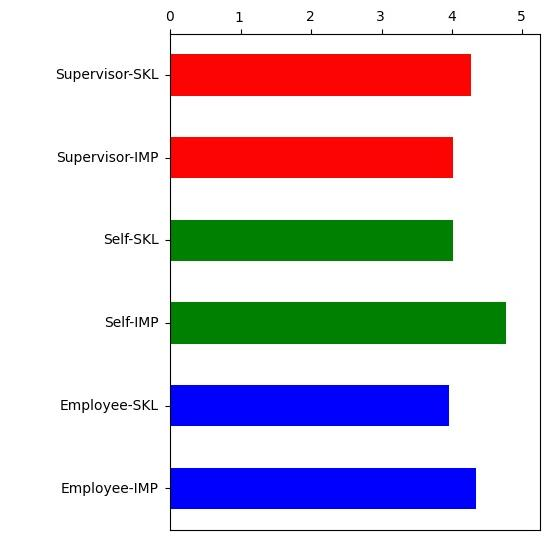 0 1 2 3 4 5
Supervisor-SKL
Supervisor-IMP
Self-SKL
Self-IMP
Employee-SKL
Employee-IMP